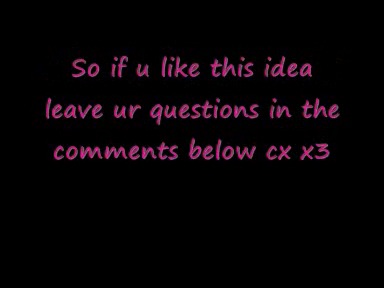 So if u like this idea
leave ur questions in the
comments below cx x3